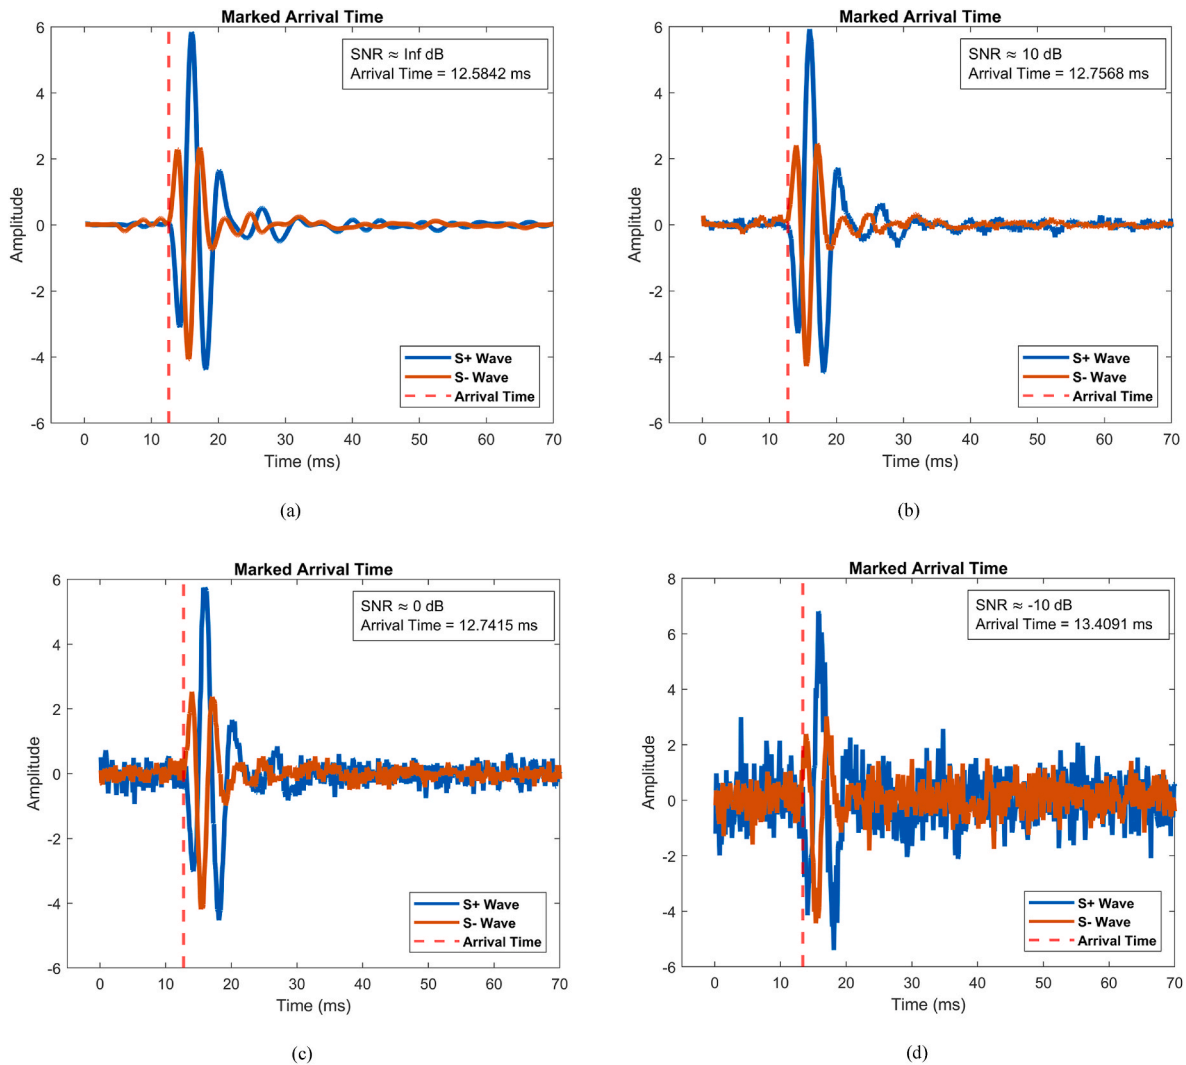 Marked Arrival Time
SNR ≈ Inf dB
Arrival Time = 12.5842 ms
6
4
2
0
-2
-4
-6
Amplitude
S+ Wave
S- Wave
Arrival Time
0 10 20 30 40 50 60 70
Time (ms)
(a)
Marked Arrival Time
SNR ≈ 10 dB
Arrival Time = 12.7568 ms
6
4
2
0
-2
-4
-6
Amplitude
S+ Wave
S- Wave
Arrival Time
0 10 20 30 40 50 60 70
Time (ms)
(b)
Marked Arrival Time
SNR ≈ 0 dB
Arrival Time = 12.7415 ms
6
4
2
0
-2
-4
-6
Amplitude
S+ Wave
S- Wave
Arrival Time
0 10 20 30 40 50 60 70
Time (ms)
(c)
Marked Arrival Time
SNR ≈ -10 dB
Arrival Time = 13.4091 ms
8
6
4
2
0
-2
-4
-6
Amplitude
S+ Wave
S- Wave
Arrival Time
0 10 20 30 40 50 60 70
Time (ms)
(d)